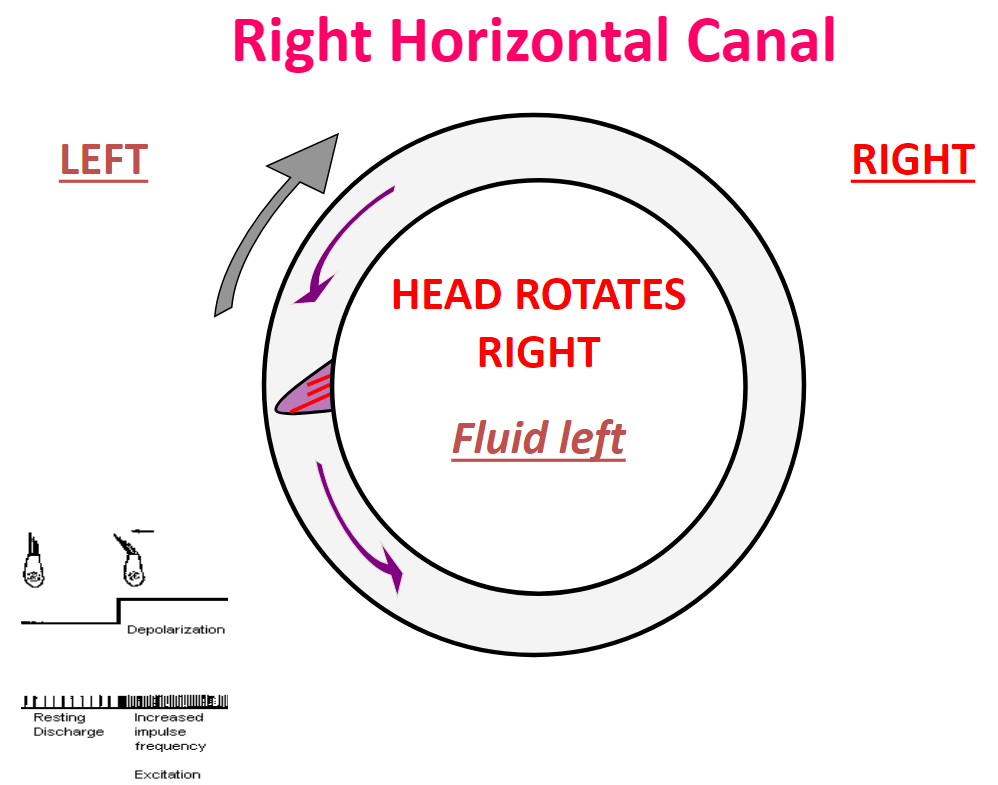 Right Horizontal Canal
LEFT
RIGHT
HEAD ROTATES
RIGHT
Fluid left
Depolarization
Resting
Discharge
Increased
impulse
frequency
Excitation